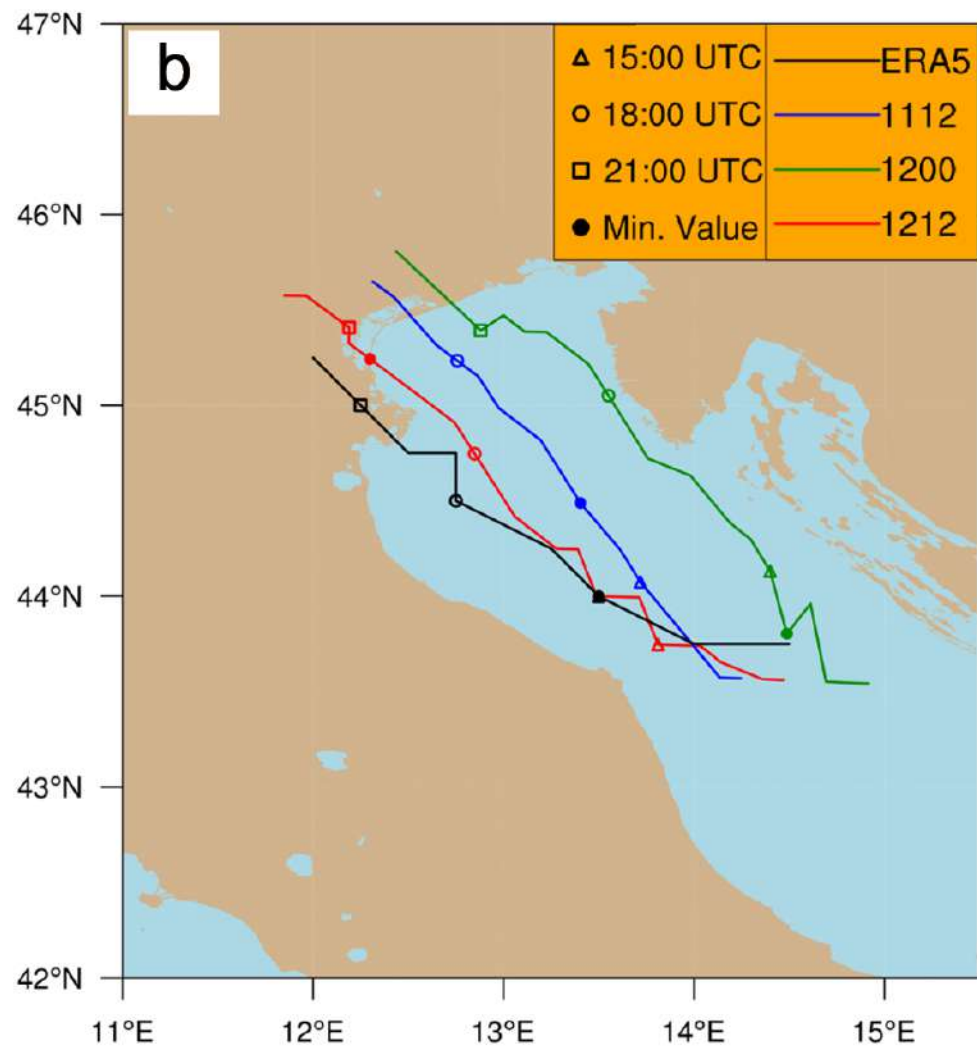 b
15:00 UTC
18:00 UTC
21:00 UTC
Min. Value
ERA5
1112
1200
1212
47°N
46°N
45°N
44°N
43°N
42°N
11°E
12°E
13°E
14°E
15°E